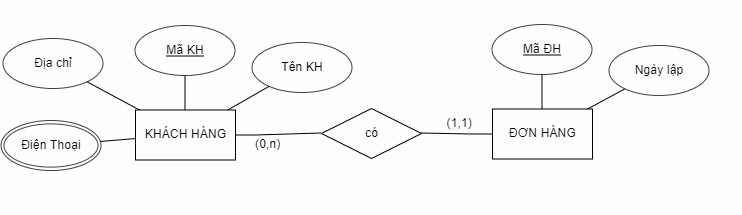 Mã KH
Mã ĐH
Địa chỉ
Tên KH
Ngày lập
KHÁCH HÀNG
(0,n)
có
(1,1)
ĐƠN HÀNG
Điện Thoại